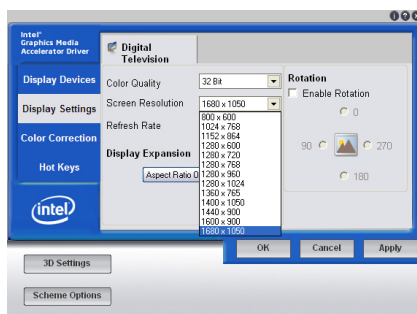 Intel®
Graphics Media
Accelerator Driver
Digital
Television
Display Devices
Display Settings
Color Correction
Hot Keys
intel
Color Quality
32 Bit
Screen Resolution
1680 x 1050
Refresh Rate
800 x 600
1024 x 768
1152 x 864
1280 x 600
1280 x 720
1280 x 768
1280 x 960
1280 x 1024
1360 x 765
1400 x 1050
1440 x 900
1600 x 900
1680 x 1050
Display Expansion
Aspect Ratio O
Rotation
Enable Rotation
0
90
270
180
OK
Cancel
Apply
3D Settings
Scheme Options